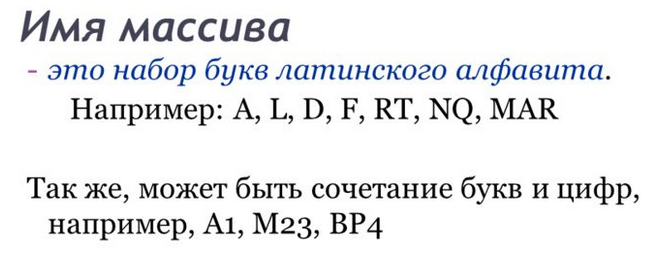 Имя массива
- это набор букв латинского алфавита.
Например: A, L, D, F, RT, NQ, MAR
Так же, может быть сочетание букв и цифр,
например, A1, M23, BP4